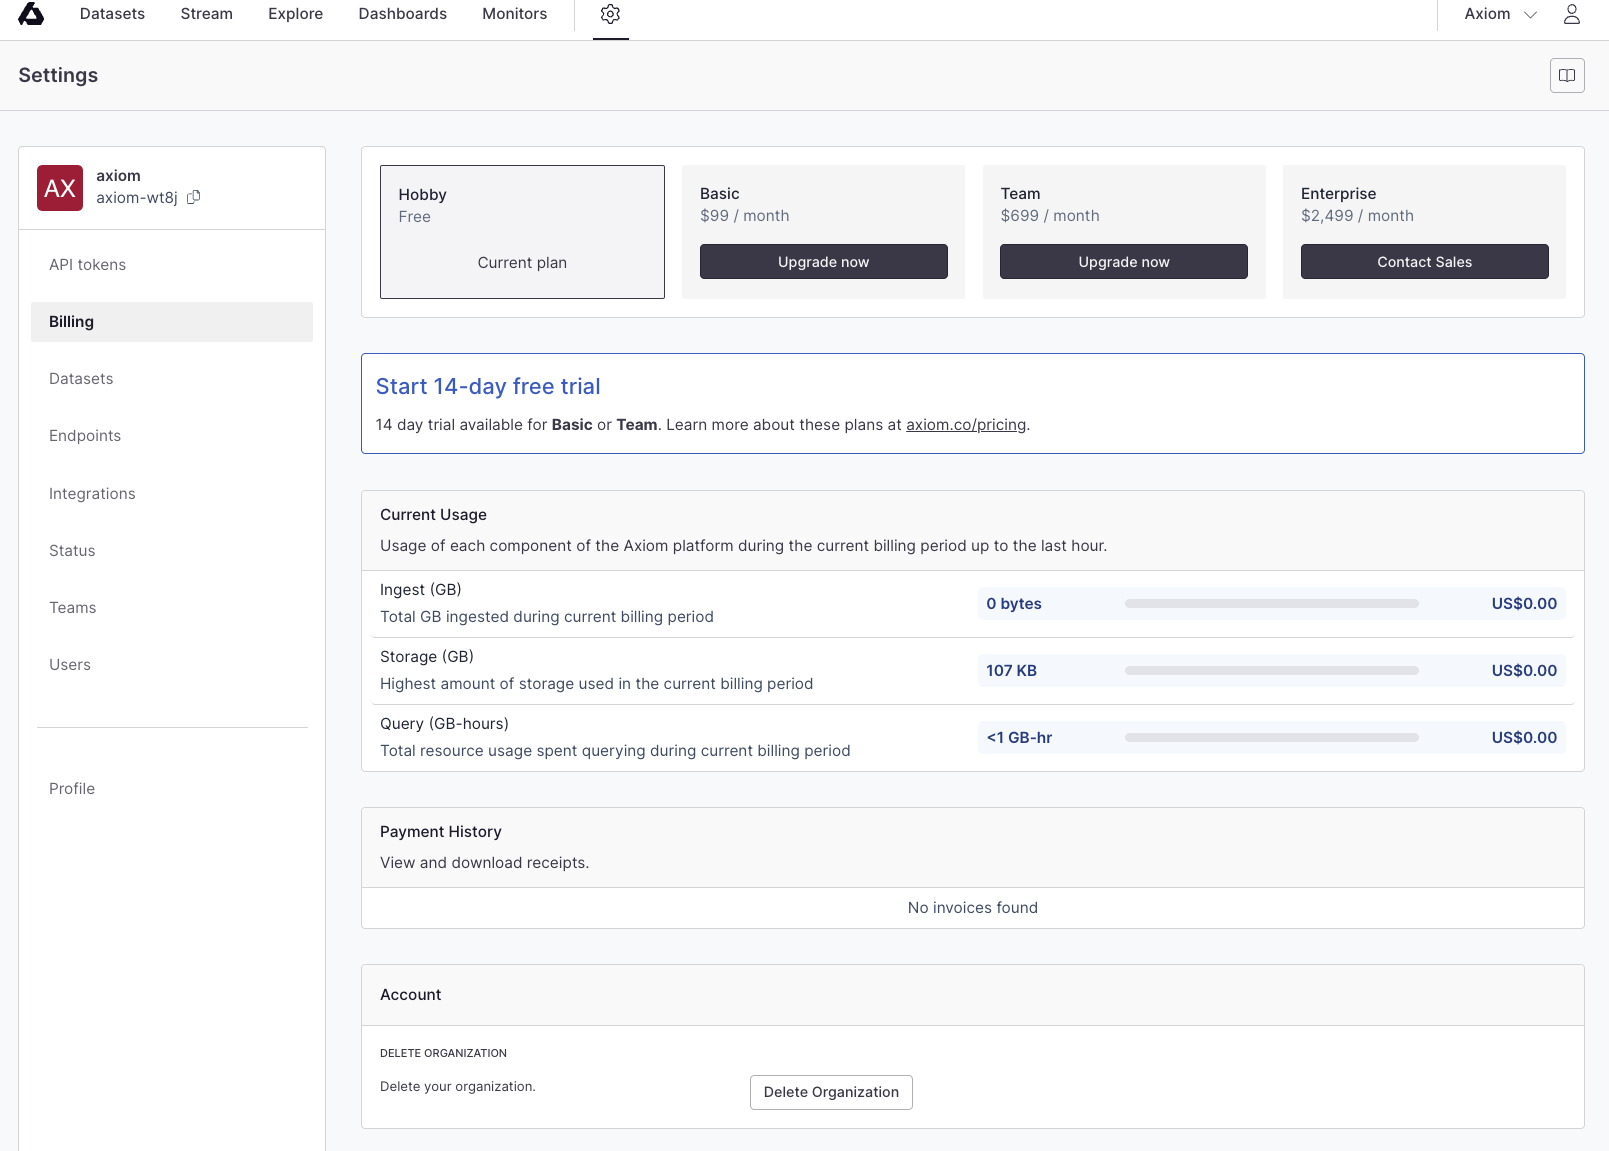 Datasets Stream Explore Dashboards Monitors Axiom
Settings
AX
axiom
axiom-wt8j
API tokens
Billing
Datasets
Endpoints
Integrations
Status
Teams
Users
Profile
Hobby
Free
Current plan
Basic
$99 / month
Upgrade now
Team
$699 / month
Upgrade now
Enterprise
$2,499 / month
Contact Sales
Start 14-day free trial
14 day trial available for Basic or Team. Learn more about these plans at axiom.co/pricing.
Current Usage
Usage of each component of the Axiom platform during the current billing period up to the last hour.
Ingest (GB)
Total GB ingested during current billing period
0 bytes US$0.00
Storage (GB)
Highest amount of storage used in the current billing period
107 KB US$0.00
Query (GB-hours)
Total resource usage spent querying during current billing period
<1 GB-hr US$0.00
Payment History
View and download receipts.
No invoices found
Account
DELETE ORGANIZATION
Delete your organization.
Delete Organization